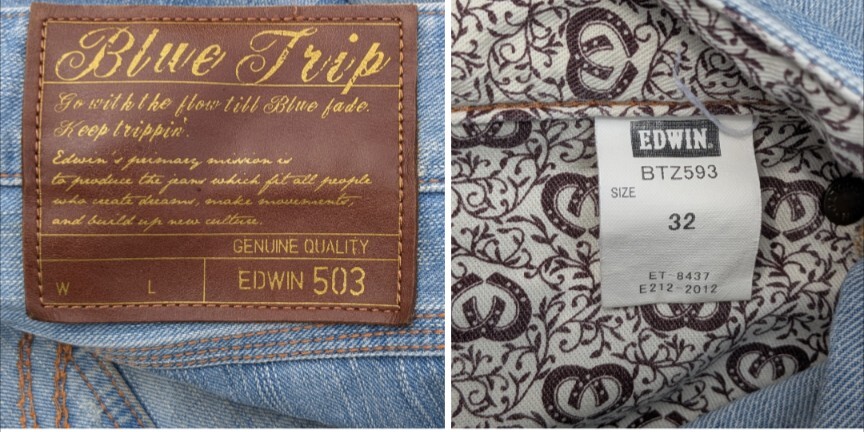 Blue Trip
Go with the flow till Blue fade.
Keep trippin'.
Edwin's primary mission is
to produce the jeans which fit all people
who create dreams, make movements,
and build up new culture.
GENUINE QUALITY
W L EDWIN 503
EDWIN
BTZ593
SIZE
32
ET-8437
E212-2012